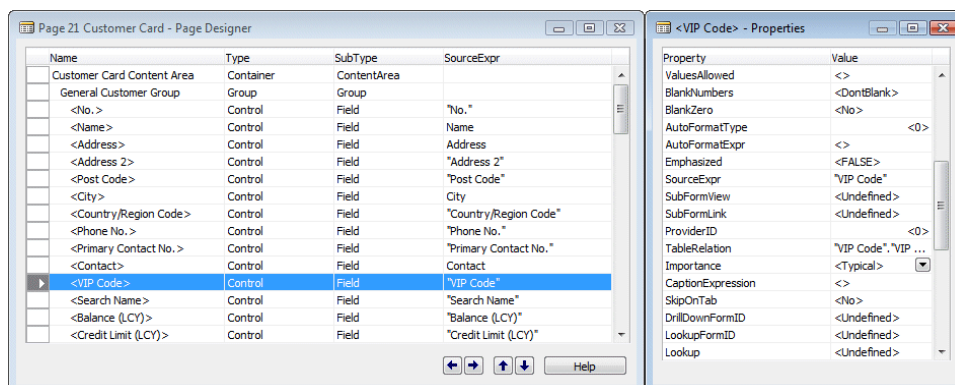 Page 21 Customer Card - Page Designer
Name Type SubType SourceExpr
Customer Card Content Area Container ContentArea
General Customer Group Group Group
<No.> Control Field "No."
<Name> Control Field Name
<Address> Control Field Address
<Address 2> Control Field "Address 2"
<Post Code> Control Field "Post Code"
<City> Control Field City
<Country/Region Code> Control Field "Country/Region Code"
<Phone No.> Control Field "Phone No."
<Primary Contact No.> Control Field "Primary Contact No."
<Contact> Control Field Contact
<VIP Code> Control Field "VIP Code"
<Search Name> Control Field "Search Name"
<Balance (LCY)> Control Field "Balance (LCY)"
<Credit Limit (LCY)> Control Field "Credit Limit (LCY)"
Help
<VIP Code> - Properties
Property Value
ValuesAllowed <>
BlankNumbers <DontBlank>
BlankZero <No>
AutoFormatType <0>
AutoFormatExpr <>
Emphasized <FALSE>
SourceExpr "VIP Code"
SubFormView <Undefined>
SubFormLink <Undefined>
ProviderID <0>
TableRelation "VIP Code"."VIP ...
Importance <Typical>
CaptionExpression <>
SkipOnTab <No>
DrillDownFormID <Undefined>
LookupFormID <Undefined>
Lookup <Undefined>